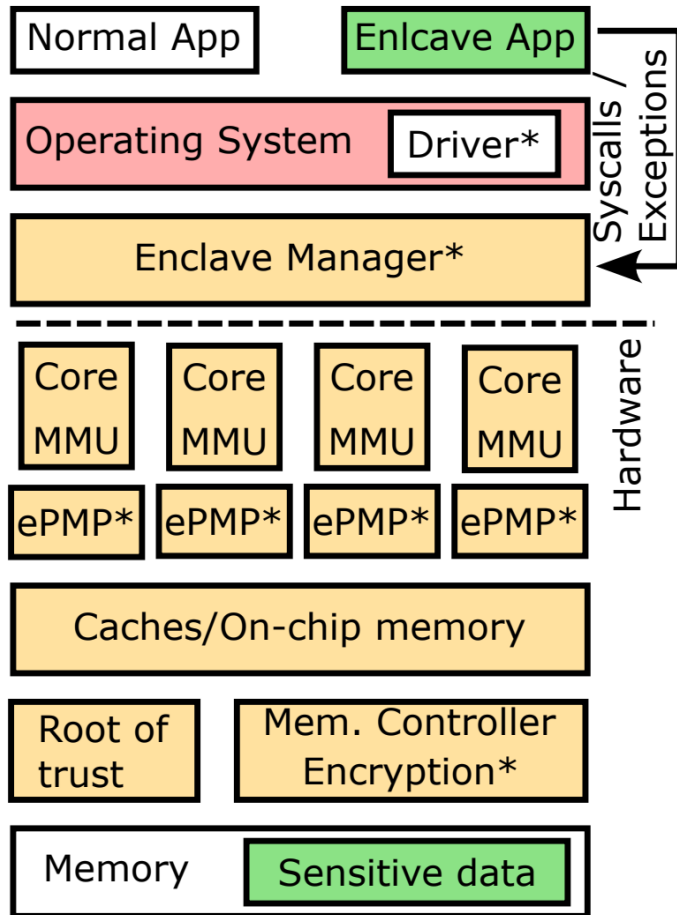 Normal App
Enlcave App
Syscalls /
Exceptions
Operating System
Driver*
Enclave Manager*
Hardware
Core
MMU
Core
MMU
Core
MMU
Core
MMU
ePMP*
ePMP*
ePMP*
ePMP*
Caches/On-chip memory
Root of
trust
Mem. Controller
Encryption*
Memory
Sensitive data